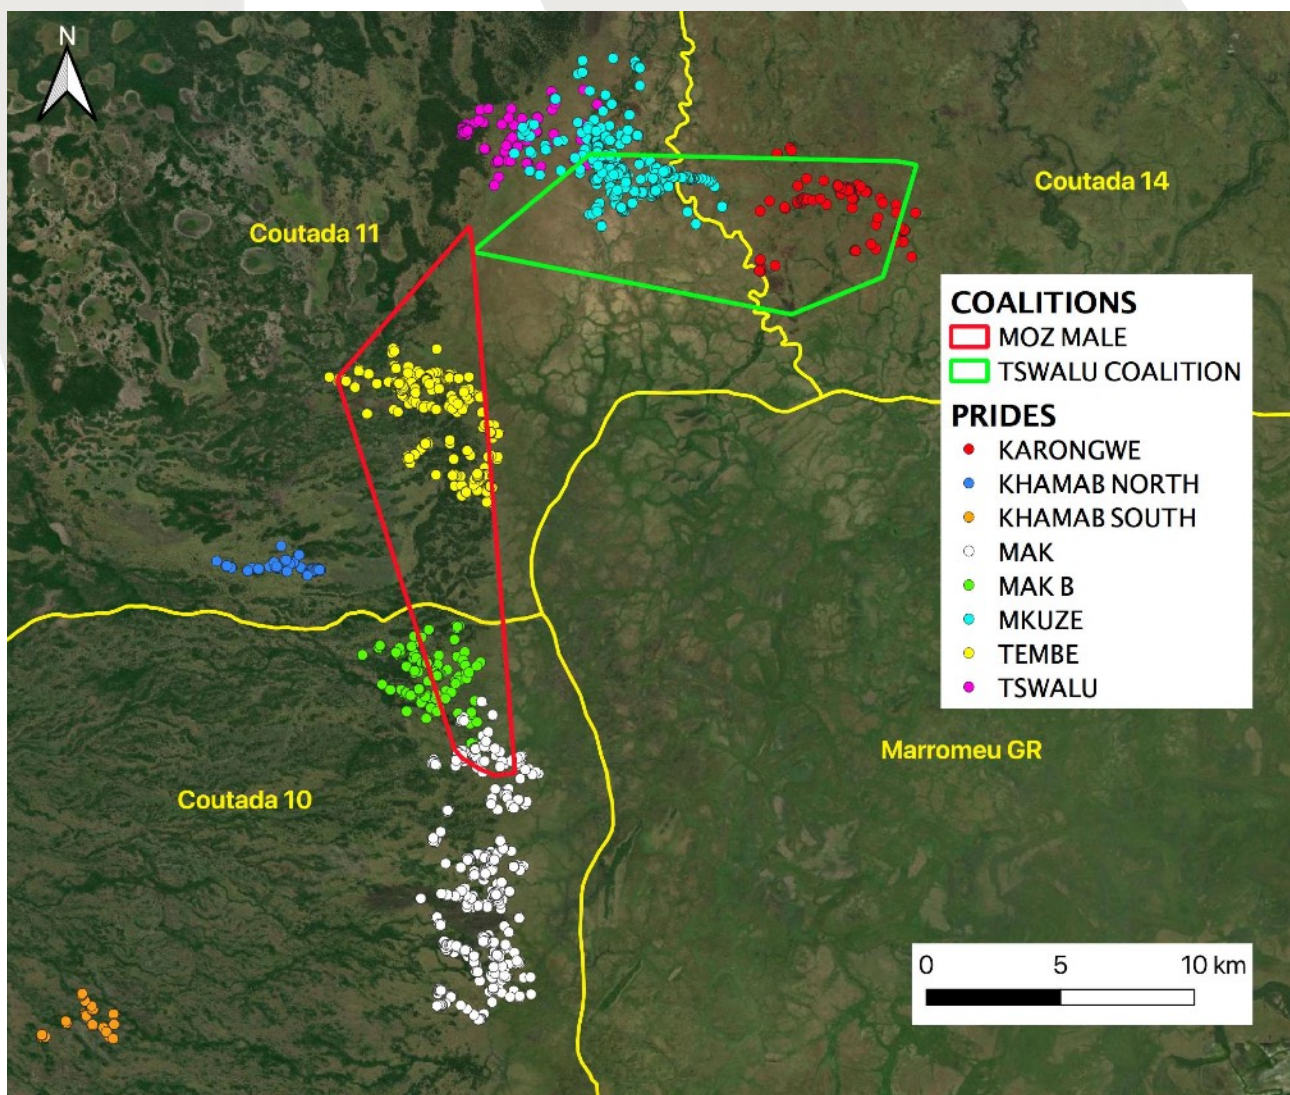 N
Coutada 14
Coutada 11
COALITIONS
MOZ MALE
TSWALU COALITION
PRIDES
KARONGWE
KHAMAB NORTH
KHAMAB SOUTH
MAK
MAK B
MKUZE
TEMBE
TSWALU
Marromeu GR
Coutada 10
0 5 10 km